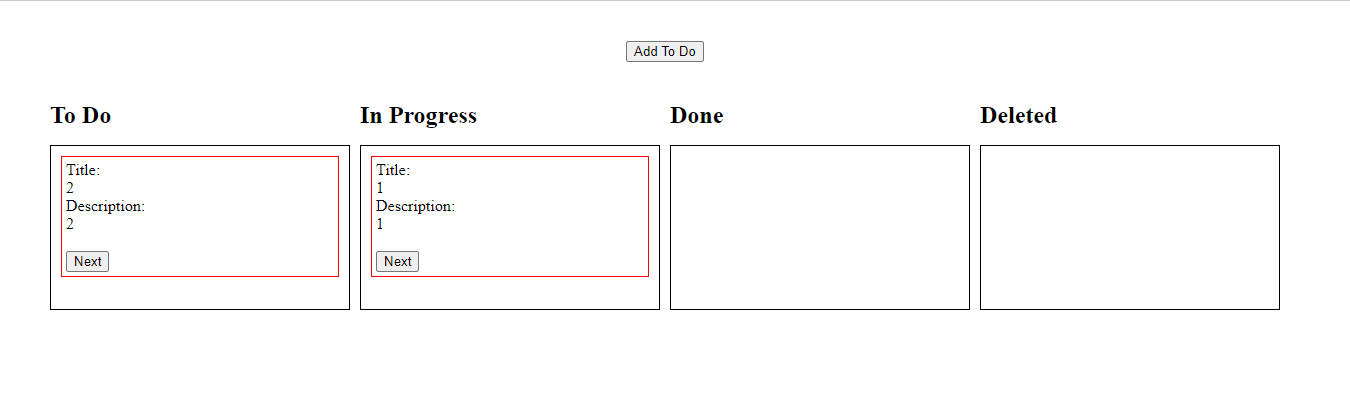 Add To Do
To Do
In Progress
Done
Deleted
Title:
2
Description:
2
Next
Title:
1
Description:
1
Next